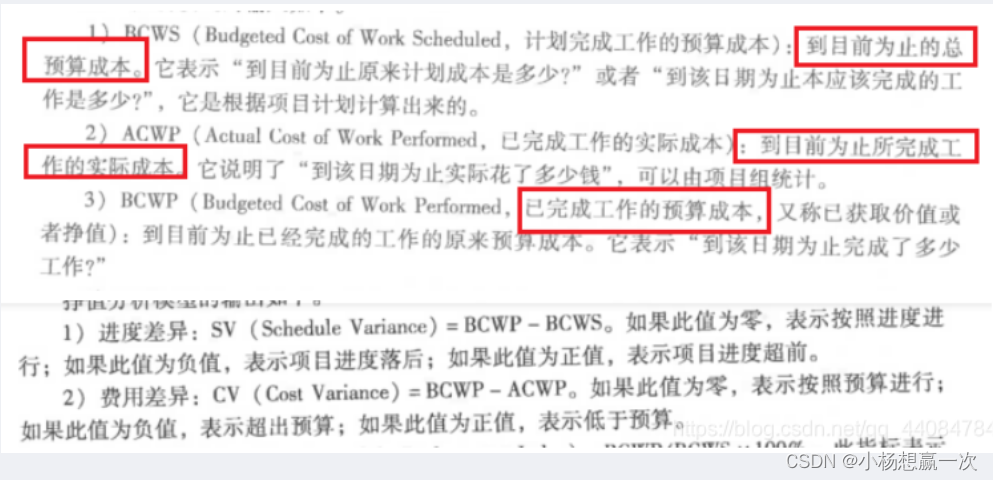 1) BCWS (Budgeted Cost of Work Scheduled, 计划完成工作的预算成本): 到目前为止的总
预算成本。它表示“到目前为止原来计划成本是多少?”或者“到该日期为止本应该完成的工
作是多少?”, 它是根据项目计划计算出来的。
2) ACWP (Actual Cost of Work Performed, 已完成工作的实际成本): 到目前为止所完成工
作的实际成本。它说明了“到该日期为止实际花了多少钱”, 可以由项目组统计。
3) BCWP (Budgeted Cost of Work Performed, 已完成工作的预算成本, 又称已获取价值或
者挣值): 到目前为止已经完成的工作的原来预算成本。它表示“到该日期为止完成了多少
工作?”
挣值分析模型的输出如下。
1) 进度差异: SV (Schedule Variance) = BCWP - BCWS。如果此值为零, 表示按照进度进
行; 如果此值为负值, 表示项目进度落后; 如果此值为正值, 表示项目进度超前。
2) 费用差异: CV (Cost Variance) = BCWP - ACWP。如果此值为零, 表示按照预算进行;
如果此值为负值, 表示超出预算; 如果此值为正值, 表示低于预算。
https://blog.csdn.net/qq_44084784
CSDN @小杨想赢一次